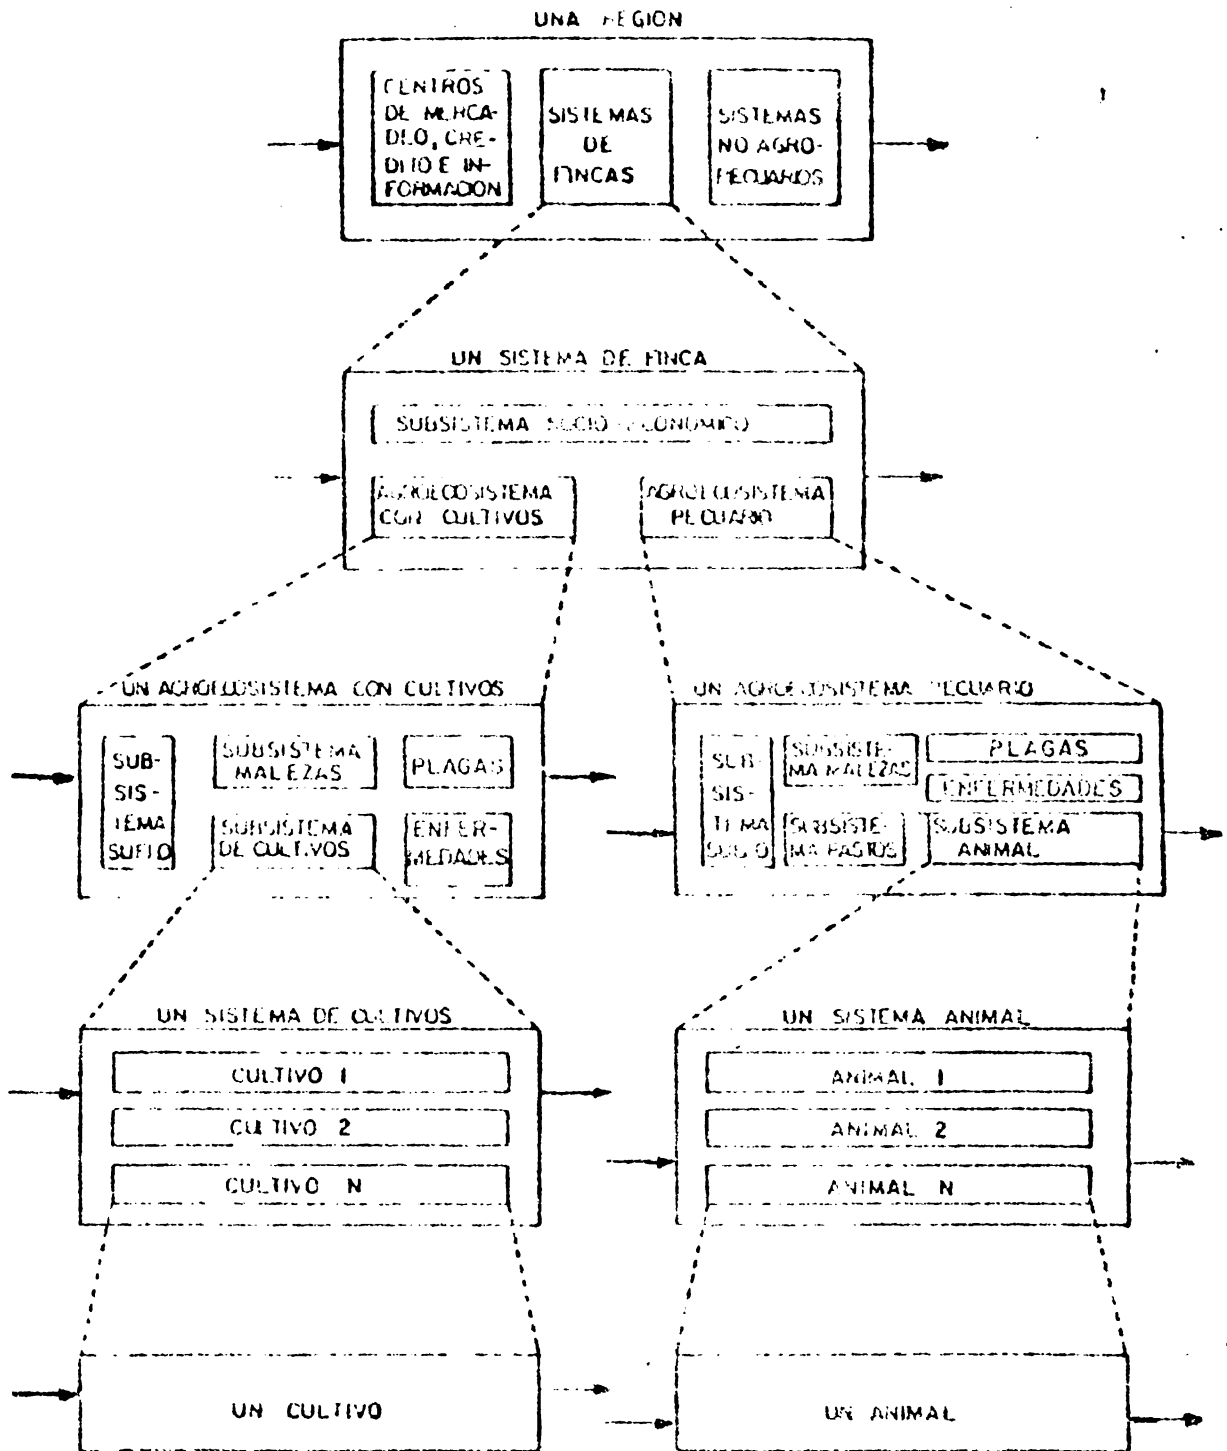 UNA REGION
CENTROS
DE MERCA-
DEO, CRE-
DITO E IN-
FORMACION
SISTEMAS
DE
FINCAS
SISTEMAS
NO AGRO-
PECUARIOS
UN SISTEMA DE FINCA
SUBSISTEMA SOCIO-ECONOMICO
AGROECOSISTEMA
CON CULTIVOS
AGROECOSISTEMA
PECUARIO
UN AGROECOSISTEMA CON CULTIVOS
SUB-
SIS-
TEMA
SUELO
SUBSISTEMA
MALEZAS
PLAGAS
SUBSISTEMA
DE CULTIVOS
ENFER-
MEDADES
UN AGROECOSISTEMA PECUARIO
SUB-
SIS-
TEMA
SUELO
SUBSISTE-
MA MALEZAS
PLAGAS
ENFERMEDADES
SUBSISTE-
MA PASTOS
SUBSISTEMA
ANIMAL
UN SISTEMA DE CULTIVOS
CULTIVO 1
CULTIVO 2
CULTIVO N
UN SISTEMA ANIMAL
ANIMAL 1
ANIMAL 2
ANIMAL N
UN CULTIVO
UN ANIMAL